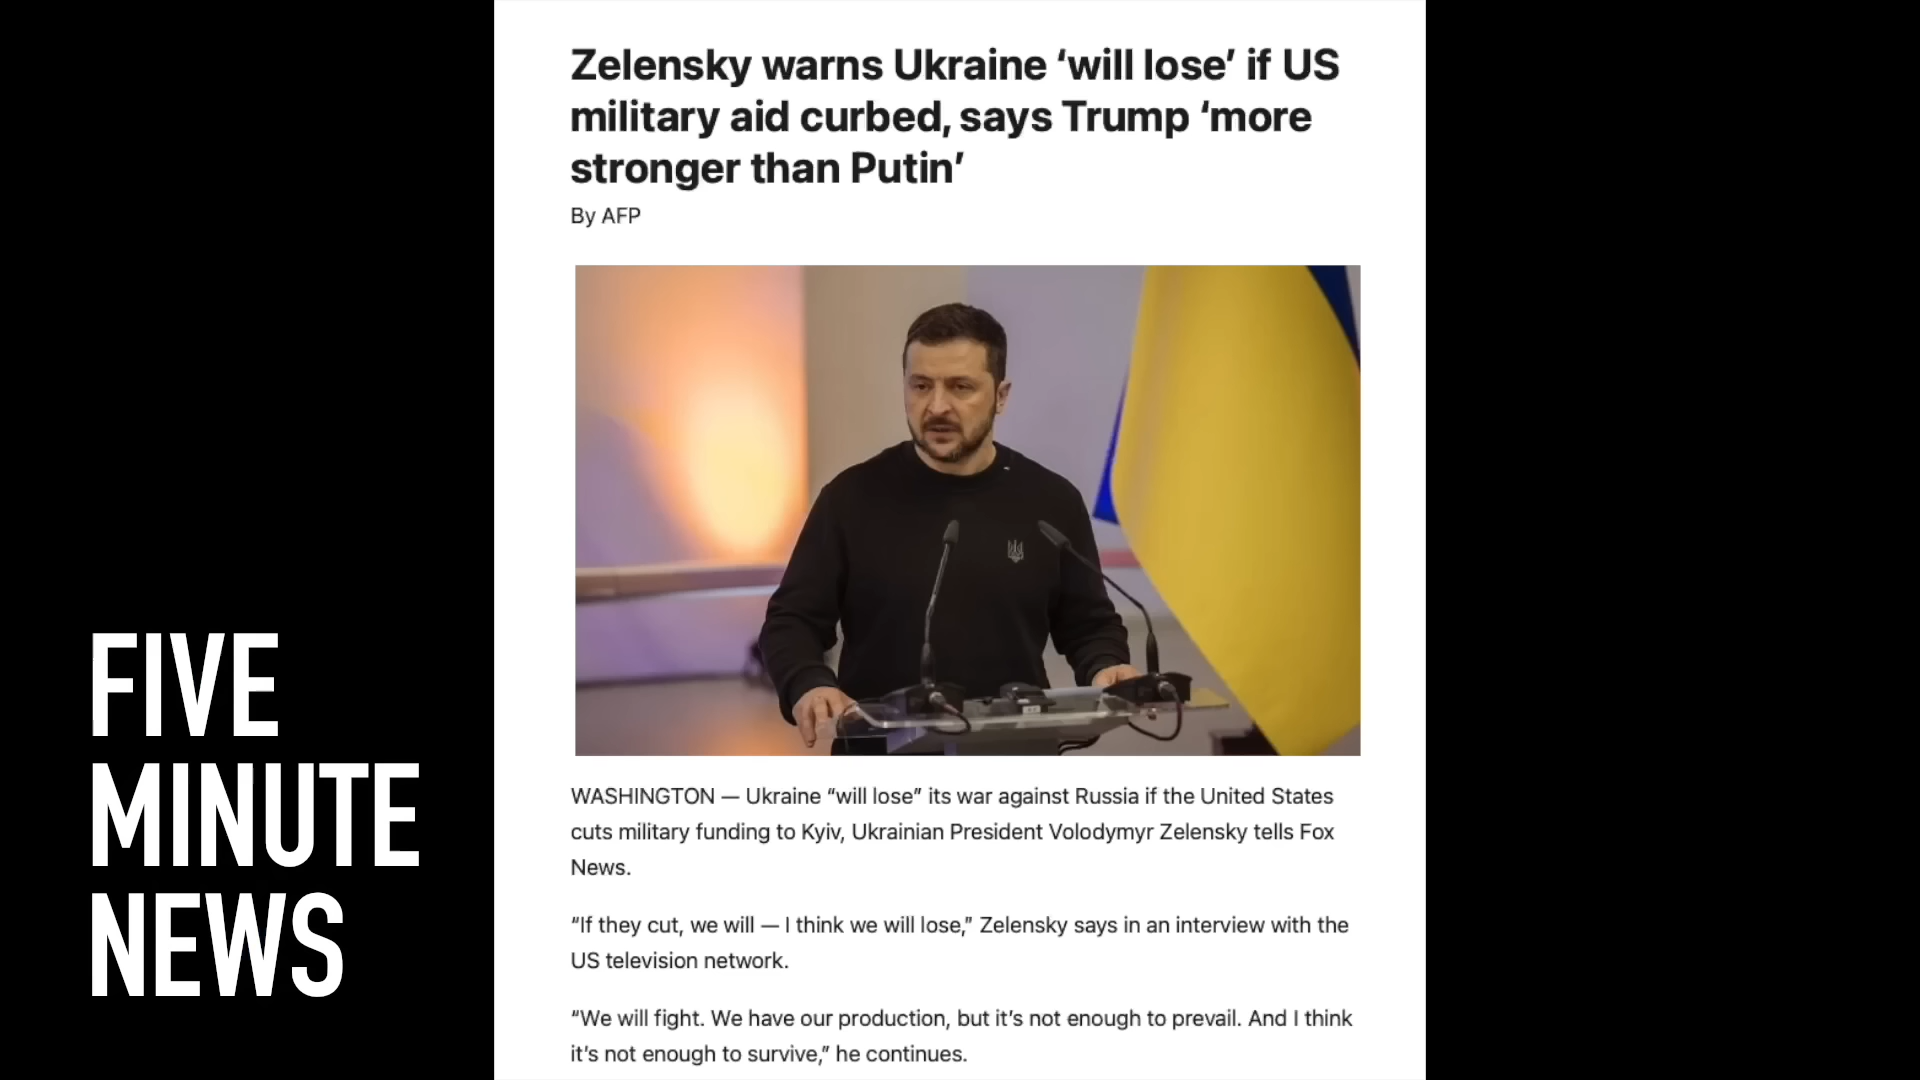 Zelensky warns Ukraine ‘will lose’ if US
military aid curbed, says Trump ‘more
stronger than Putin’
By AFP
WASHINGTON — Ukraine “will lose” its war against Russia if the United States
cuts military funding to Kyiv, Ukrainian President Volodymyr Zelensky tells Fox
News.
“If they cut, we will — I think we will lose,” Zelensky says in an interview with the
US television network.
“We will fight. We have our production, but it’s not enough to prevail. And I think
it’s not enough to survive,” he continues.
FIVE
MINUTE
NEWS